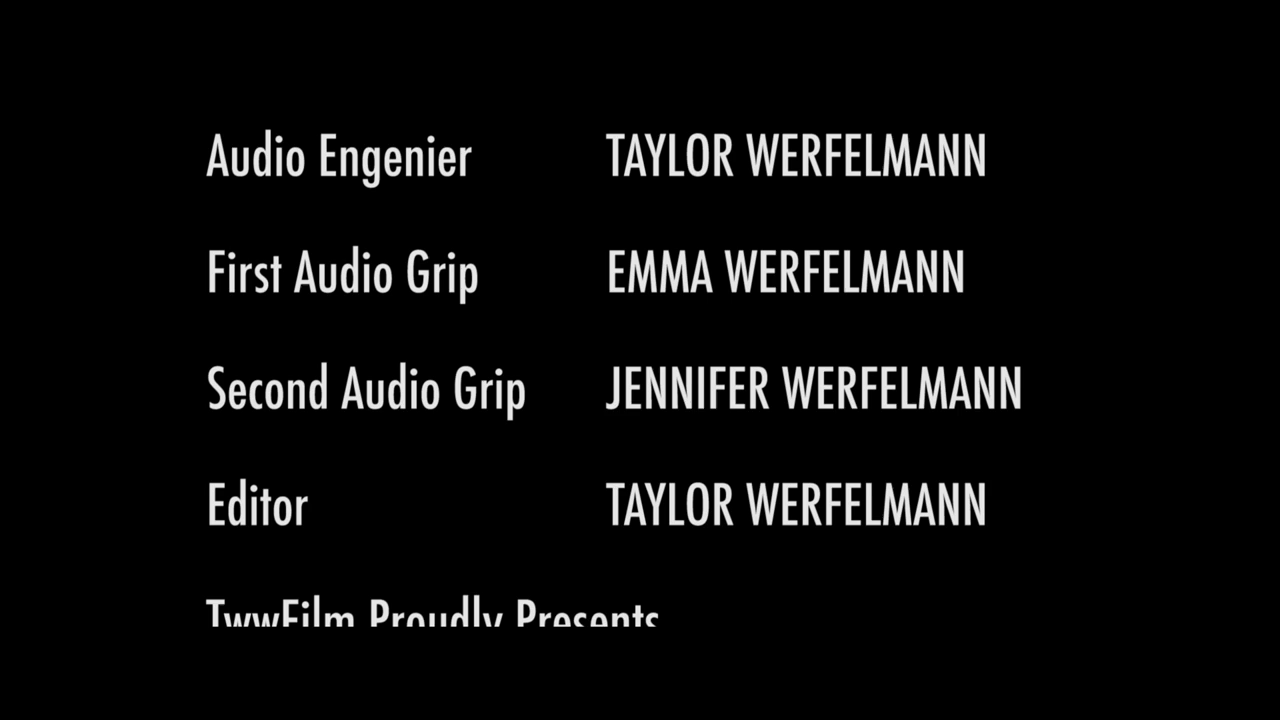 Audio Engenier TAYLOR WERFELMANN
First Audio Grip EMMA WERFELMANN
Second Audio Grip JENNIFER WERFELMANN
Editor TAYLOR WERFELMANN
TwwFilm Proudly Presents